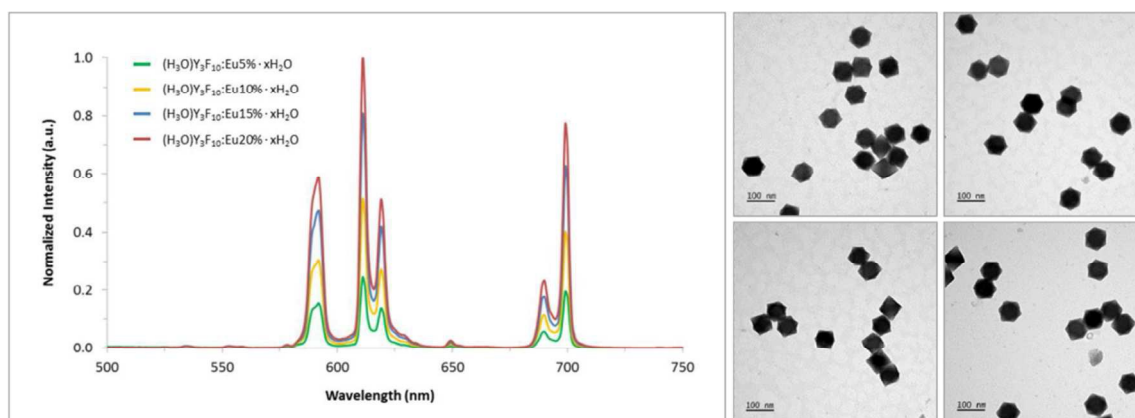 1.0
0.8
0.6
0.4
0.2
0.0
Normalized Intensity (a.u.)
(H₃O)Y₃F₁₀:Eu5%· xH₂O
(H₃O)Y₃F₁₀:Eu10%· xH₂O
(H₃O)Y₃F₁₀:Eu15%· xH₂O
(H₃O)Y₃F₁₀:Eu20%· xH₂O
500 550 600 650 700 750
Wavelength (nm)
100 nm
100 nm
100 nm
100 nm